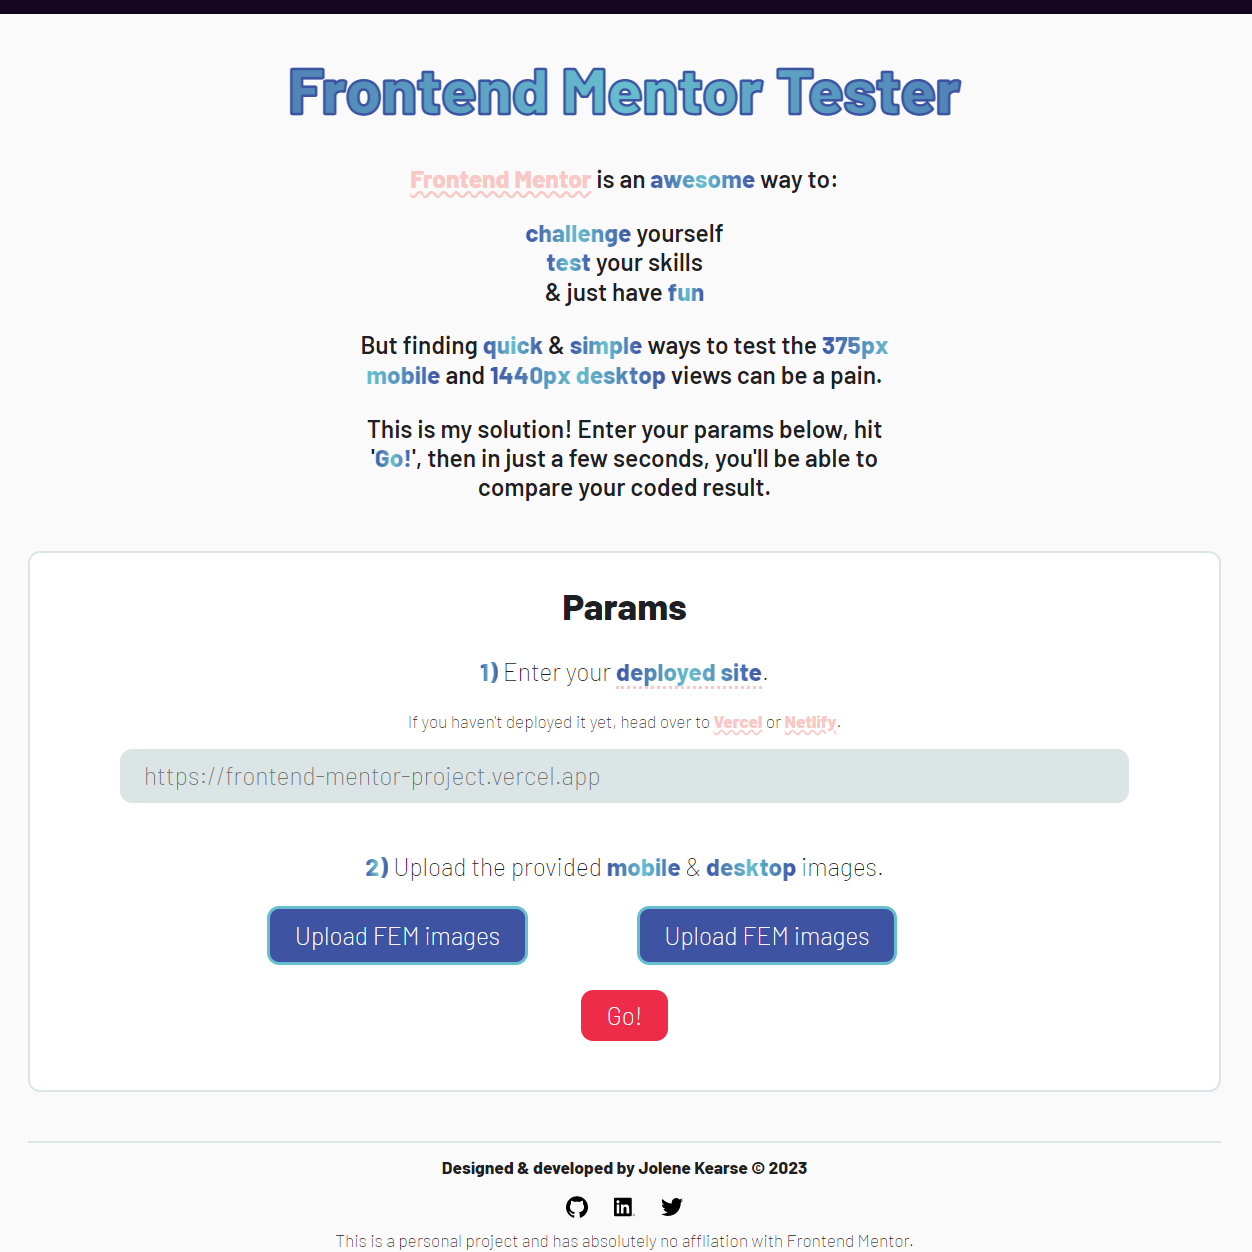 Frontend Mentor Tester
Frontend Mentor is an awesome way to:
challenge yourself
test your skills
& just have fun
But finding quick & simple ways to test the 375px
mobile and 1440px desktop views can be a pain.
This is my solution! Enter your params below, hit
'Go!', then in just a few seconds, you'll be able to
compare your coded result.
Params
1) Enter your deployed site.
If you haven't deployed it yet, head over to Vercel or Netlify.
https://frontend-mentor-project.vercel.app
2) Upload the provided mobile & desktop images.
Upload FEM images Upload FEM images
Go!
Designed & developed by Jolene Kearse © 2023
in
This is a personal project and has absolutely no affliation with Frontend Mentor.